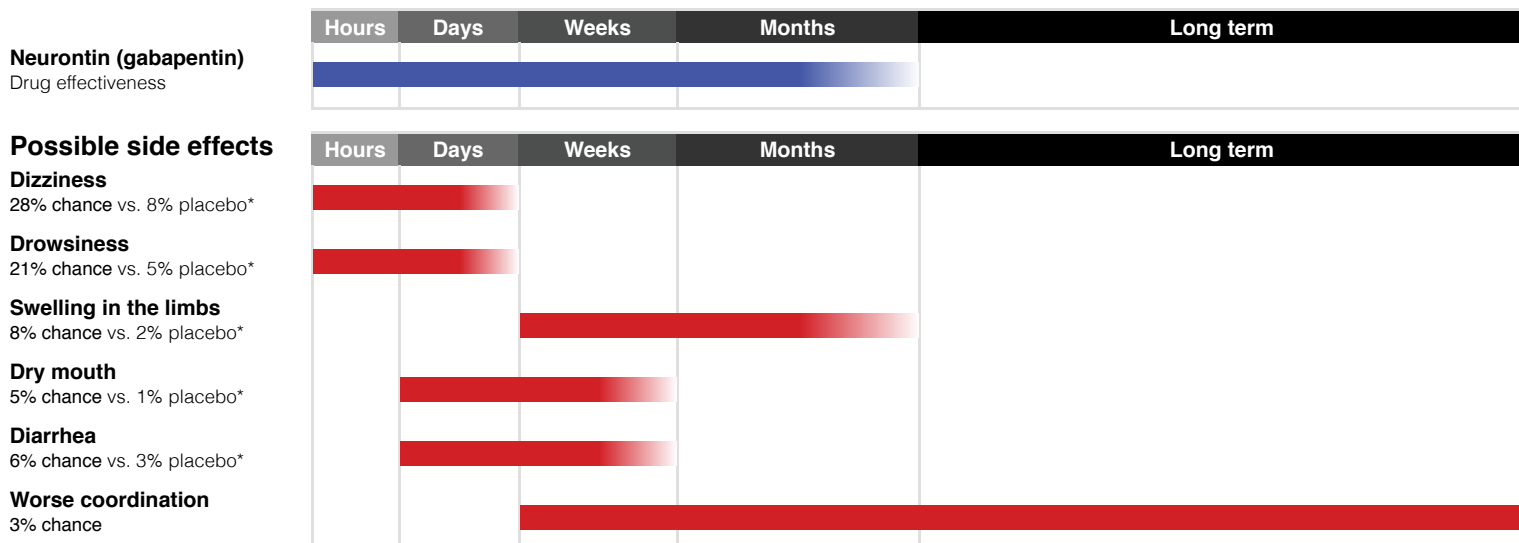 Hours Days Weeks Months Long term
Neurontin (gabapentin)
Drug effectiveness
Possible side effects
Hours Days Weeks Months Long term
Dizziness
28% chance vs. 8% placebo*
Drowsiness
21% chance vs. 5% placebo*
Swelling in the limbs
8% chance vs. 2% placebo*
Dry mouth
5% chance vs. 1% placebo*
Diarrhea
6% chance vs. 3% placebo*
Worse coordination
3% chance